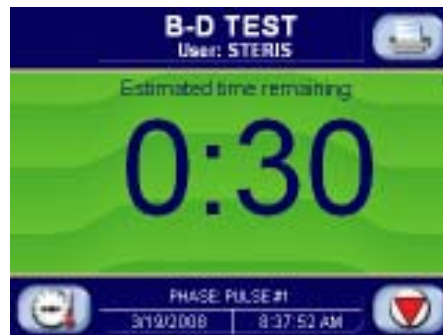 B-D TEST
User: STERIS
Estimated time remaining
0:30
PHASE: PULSE #1
3/19/2008 8:37:52 AM